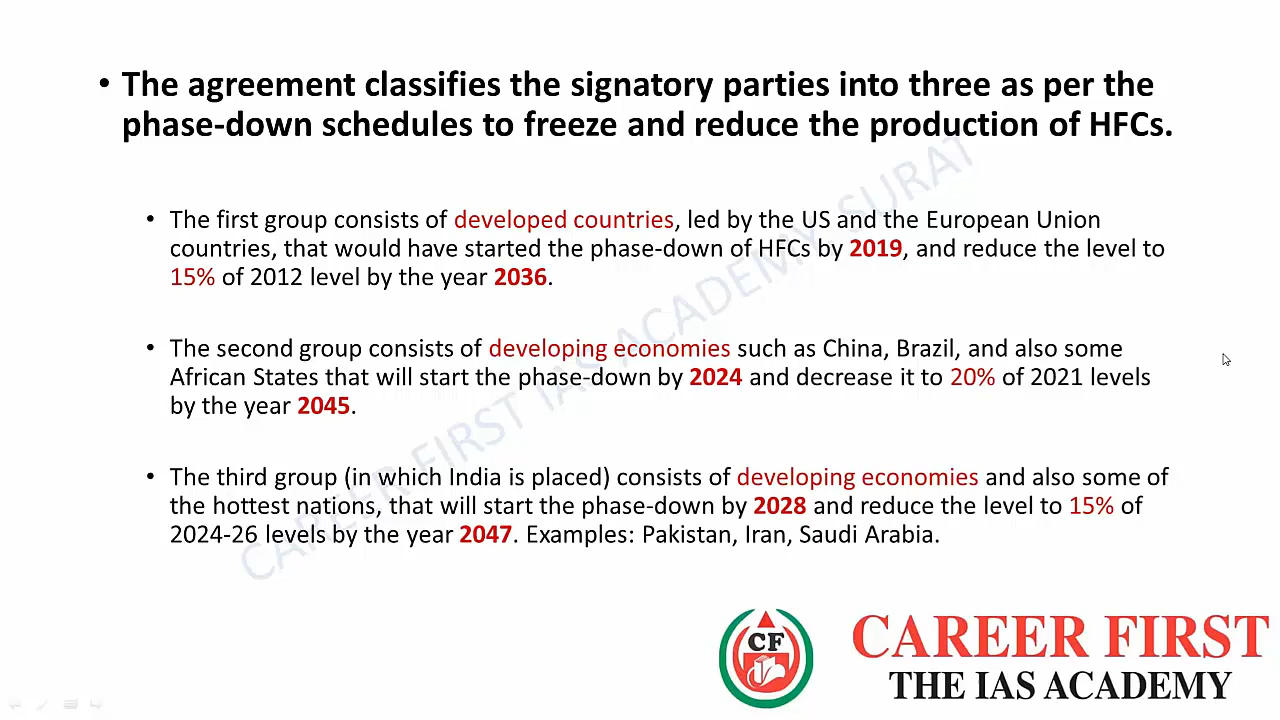 • The agreement classifies the signatory parties into three as per the
phase-down schedules to freeze and reduce the production of HFCs.
• The first group consists of developed countries, led by the US and the European Union
countries, that would have started the phase-down of HFCs by 2019, and reduce the level to
15% of 2012 level by the year 2036.
• The second group consists of developing economies such as China, Brazil, and also some
African States that will start the phase-down by 2024 and decrease it to 20% of 2021 levels
by the year 2045.
• The third group (in which India is placed) consists of developing economies and also some of
the hottest nations, that will start the phase-down by 2028 and reduce the level to 15% of
2024-26 levels by the year 2047. Examples: Pakistan, Iran, Saudi Arabia.
CAREER FIRST IAS ACADEMY SURAT
CF
CAREER FIRST
THE IAS ACADEMY